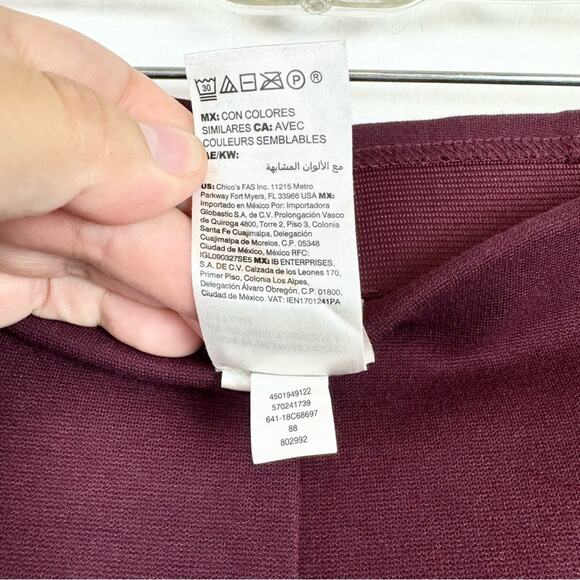 30 P ®
MX: CON COLORES
SIMILARES CA: AVEC
COULEURS SEMBLABLES
AE/KW:
مع الألوان المشابهة
US: Chico's FAS Inc. 11215 Metro
Parkway Fort Myers, FL 33966 USA MX:
Importado en México Por: Importadora
Globastic S.A. de C.V. Prolongación Vasco
de Quiroga 4800, Torre 2, Piso 3, Colonia
Santa Fe Cuajimalpa, Delegación
Cuajimalpa de Morelos, C.P. 05348
Ciudad de México, México RFC:
IGL090327SE5 MX: IB ENTERPRISES,
S.A. DE C.V. Calzada de los Leones 170,
Primer Piso, Colonia Los Alpes,
Delegación Álvaro Obregón, C.P. 01800,
Ciudad de México. VAT: IEN1701241PA
4501949122
570241739
641-18C68697
88
802992